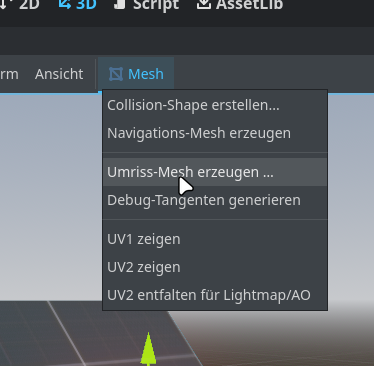 2D 3D Script AssetLib
rm Ansicht Mesh
Collision-Shape erstellen...
Navigations-Mesh erzeugen
Umriss-Mesh erzeugen ...
Debug-Tangenten generieren
UV1 zeigen
UV2 zeigen
UV2 entfalten für Lightmap/AO